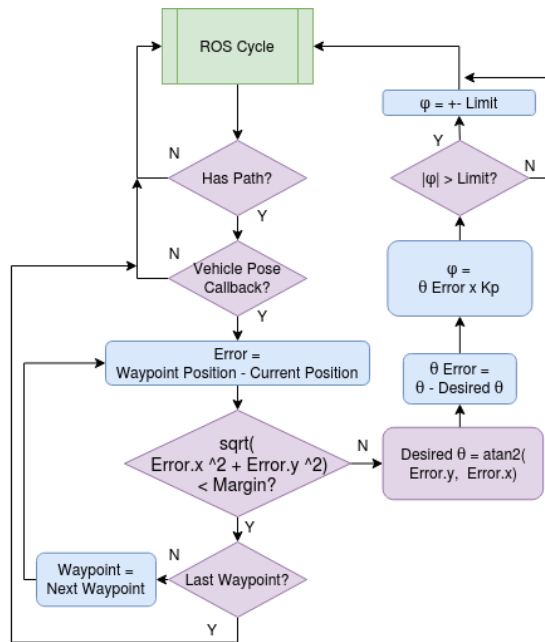 ROS Cycle
φ = +- Limit
N
Has Path?
Y
Y
|φ| > Limit?
N
N
Vehicle Pose
Callback?
Y
φ =
θ Error x Kp
Error =
Waypoint Position - Current Position
θ Error =
θ - Desired θ
sqrt(
Error.x ^2 + Error.y ^2)
< Margin?
N
Y
Desired θ = atan2(
Error.y, Error.x)
Waypoint =
Next Waypoint
N
Last Waypoint?
Y